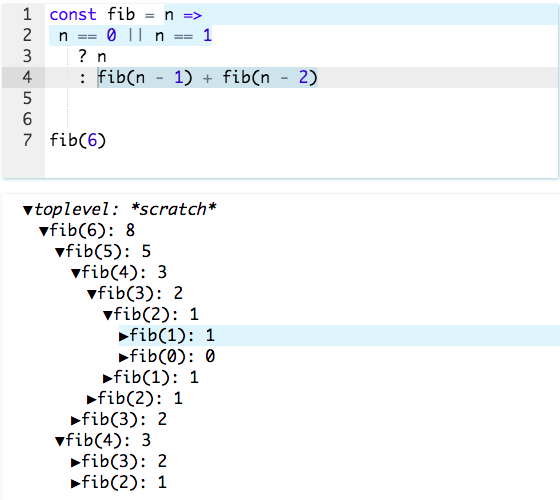 1 const fib = n =>
2 n == 0 || n == 1
3 ? n
4 : fib(n - 1) + fib(n - 2)
5
6
7 fib(6)
▼toplevel: *scratch*
▼fib(6): 8
▼fib(5): 5
▼fib(4): 3
▼fib(3): 2
▼fib(2): 1
▶fib(1): 1
▶fib(0): 0
▶fib(1): 1
▶fib(2): 1
▶fib(3): 2
▼fib(4): 3
▶fib(3): 2
▶fib(2): 1